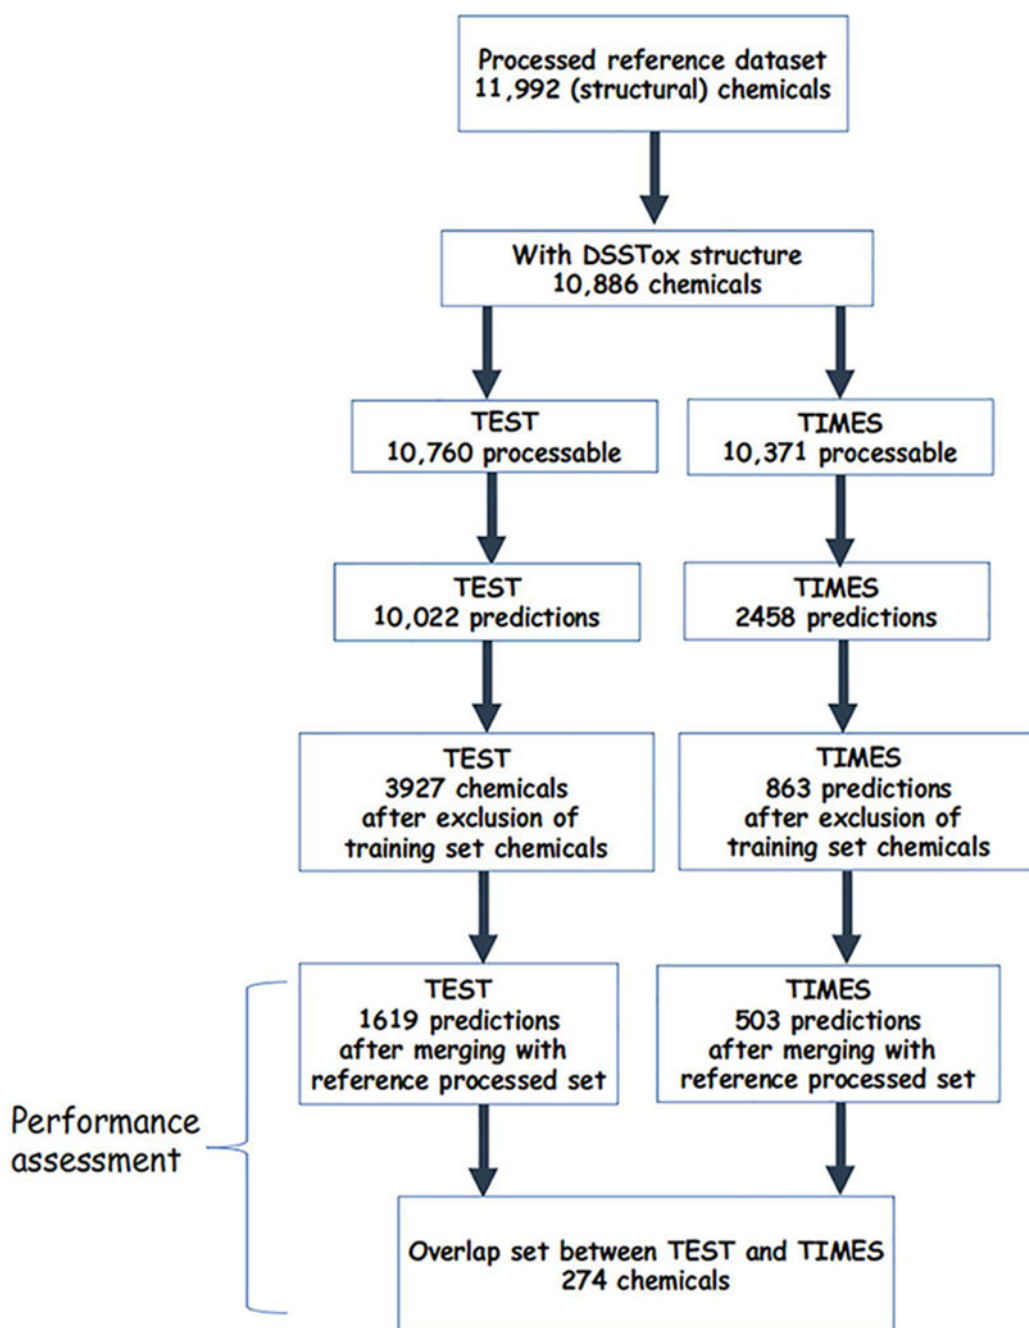 Processed reference dataset
11,992 (structural) chemicals
With DSSTox structure
10,886 chemicals
TEST
10,760 processable
TIMES
10,371 processable
TEST
10,022 predictions
TIMES
2458 predictions
TEST
3927 chemicals
after exclusion of
training set chemicals
TIMES
863 predictions
after exclusion of
training set chemicals
TEST
1619 predictions
after merging with
reference processed set
TIMES
503 predictions
after merging with
reference processed set
Performance
assessment
Overlap set between TEST and TIMES
274 chemicals